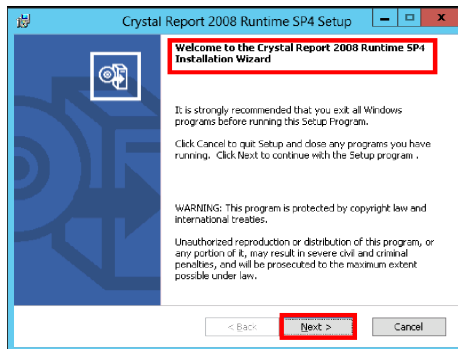 Crystal Report 2008 Runtime SP4 Setup
Welcome to the Crystal Report 2008 Runtime SP4
Installation Wizard
It is strongly recommended that you exit all Windows
programs before running this Setup Program.
Click Cancel to quit Setup and close any programs you have
running. Click Next to continue with the Setup program .
WARNING: This program is protected by copyright law and
international treaties.
Unauthorized reproduction or distribution of this program, or
any portion of it, may result in severe civil and criminal
penalties, and will be prosecuted to the maximum extent
possible under law.
< Back Next > Cancel